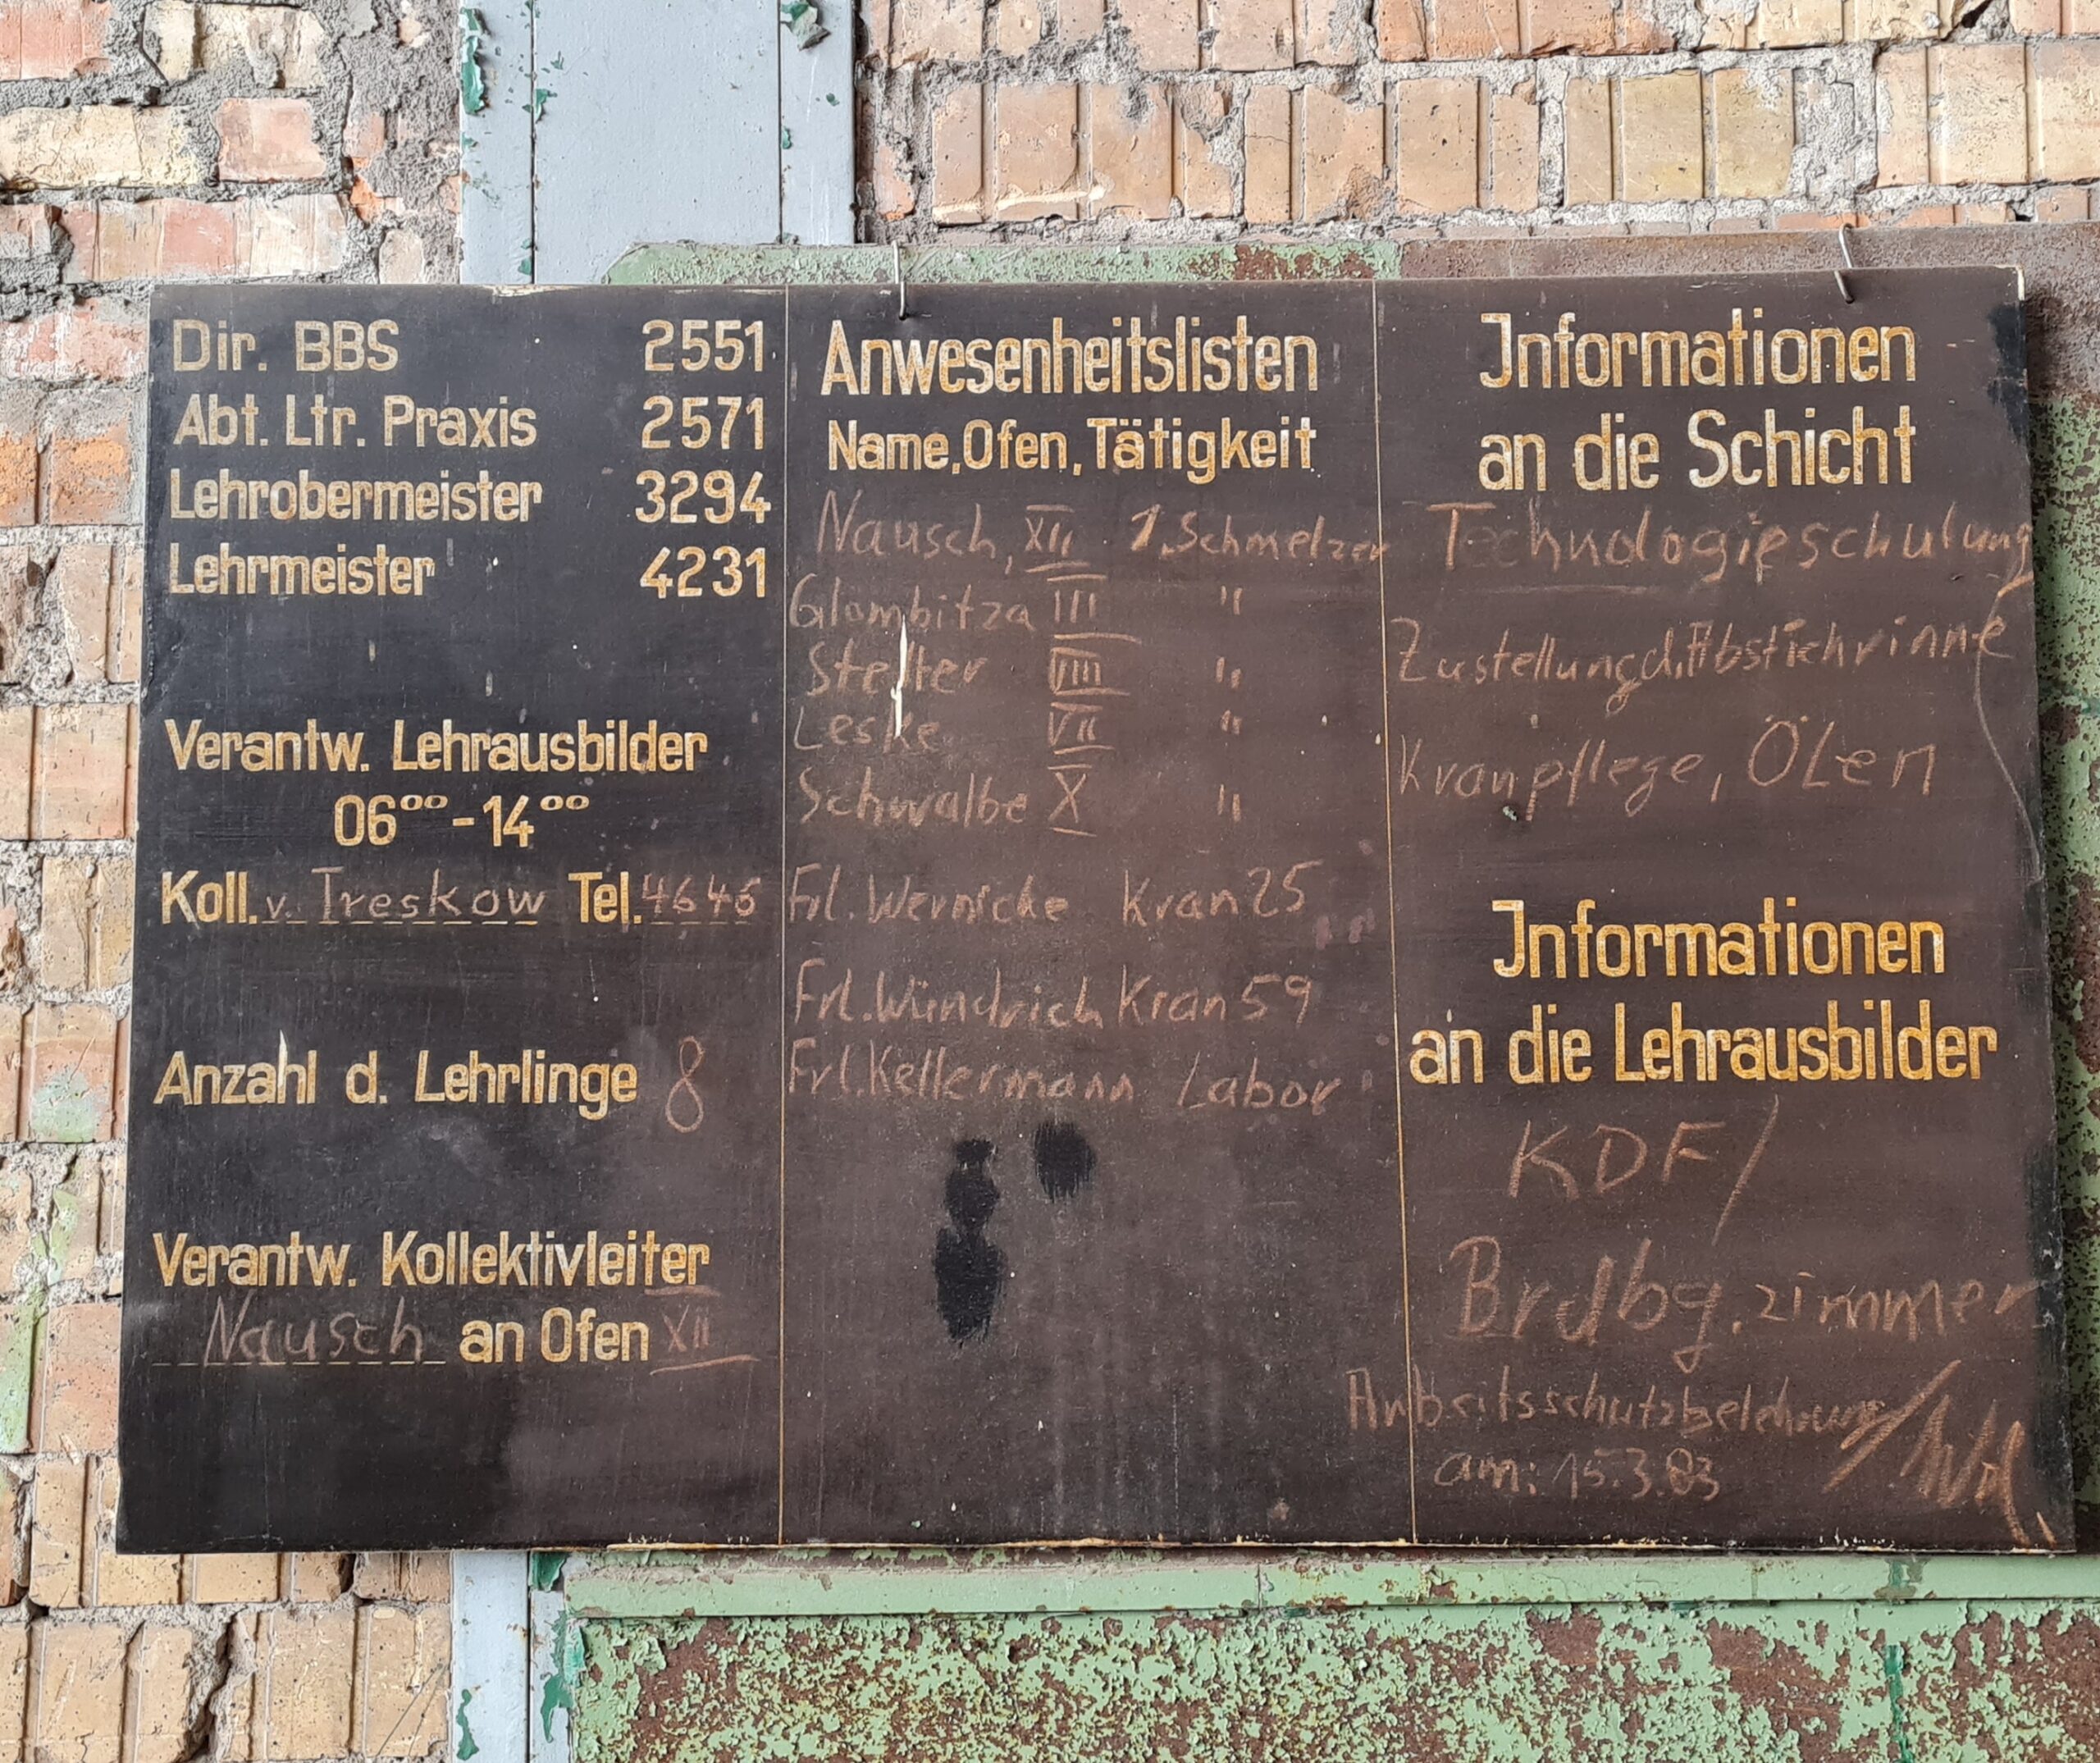 Dir. BBS 2551
Abt. Ltr. Praxis 2571
Lehrobermeister 3294
Lehrmeister 4231
Verantw. Lehrausbilder
06⁰⁰ - 14⁰⁰
Koll. v. Treskow Tel. 4646
Anzahl d. Lehrlinge 8
Verantw. Kollektivleiter
Nausch an Ofen XII
Anwesenheitslisten
Name, Ofen, Tätigkeit
Nausch, XII 1. Schmelzer
Glombitza III "
Stellter VIII "
Leske VII "
Schwalbe X "
Frl. Wernicke Kran 25
Frl. Wündrich Kran 59
Frl. Kellermann Labor
Jnformationen
an die Schicht
Technologieschulung
Zustellung d. Abstichrinne
Kranpflege, Ölen
Jnformationen
an die Lehrausbilder
KDF/
Brdbg. zimmer
Arbeitsschutzbelehrung/
am: 15.3.83